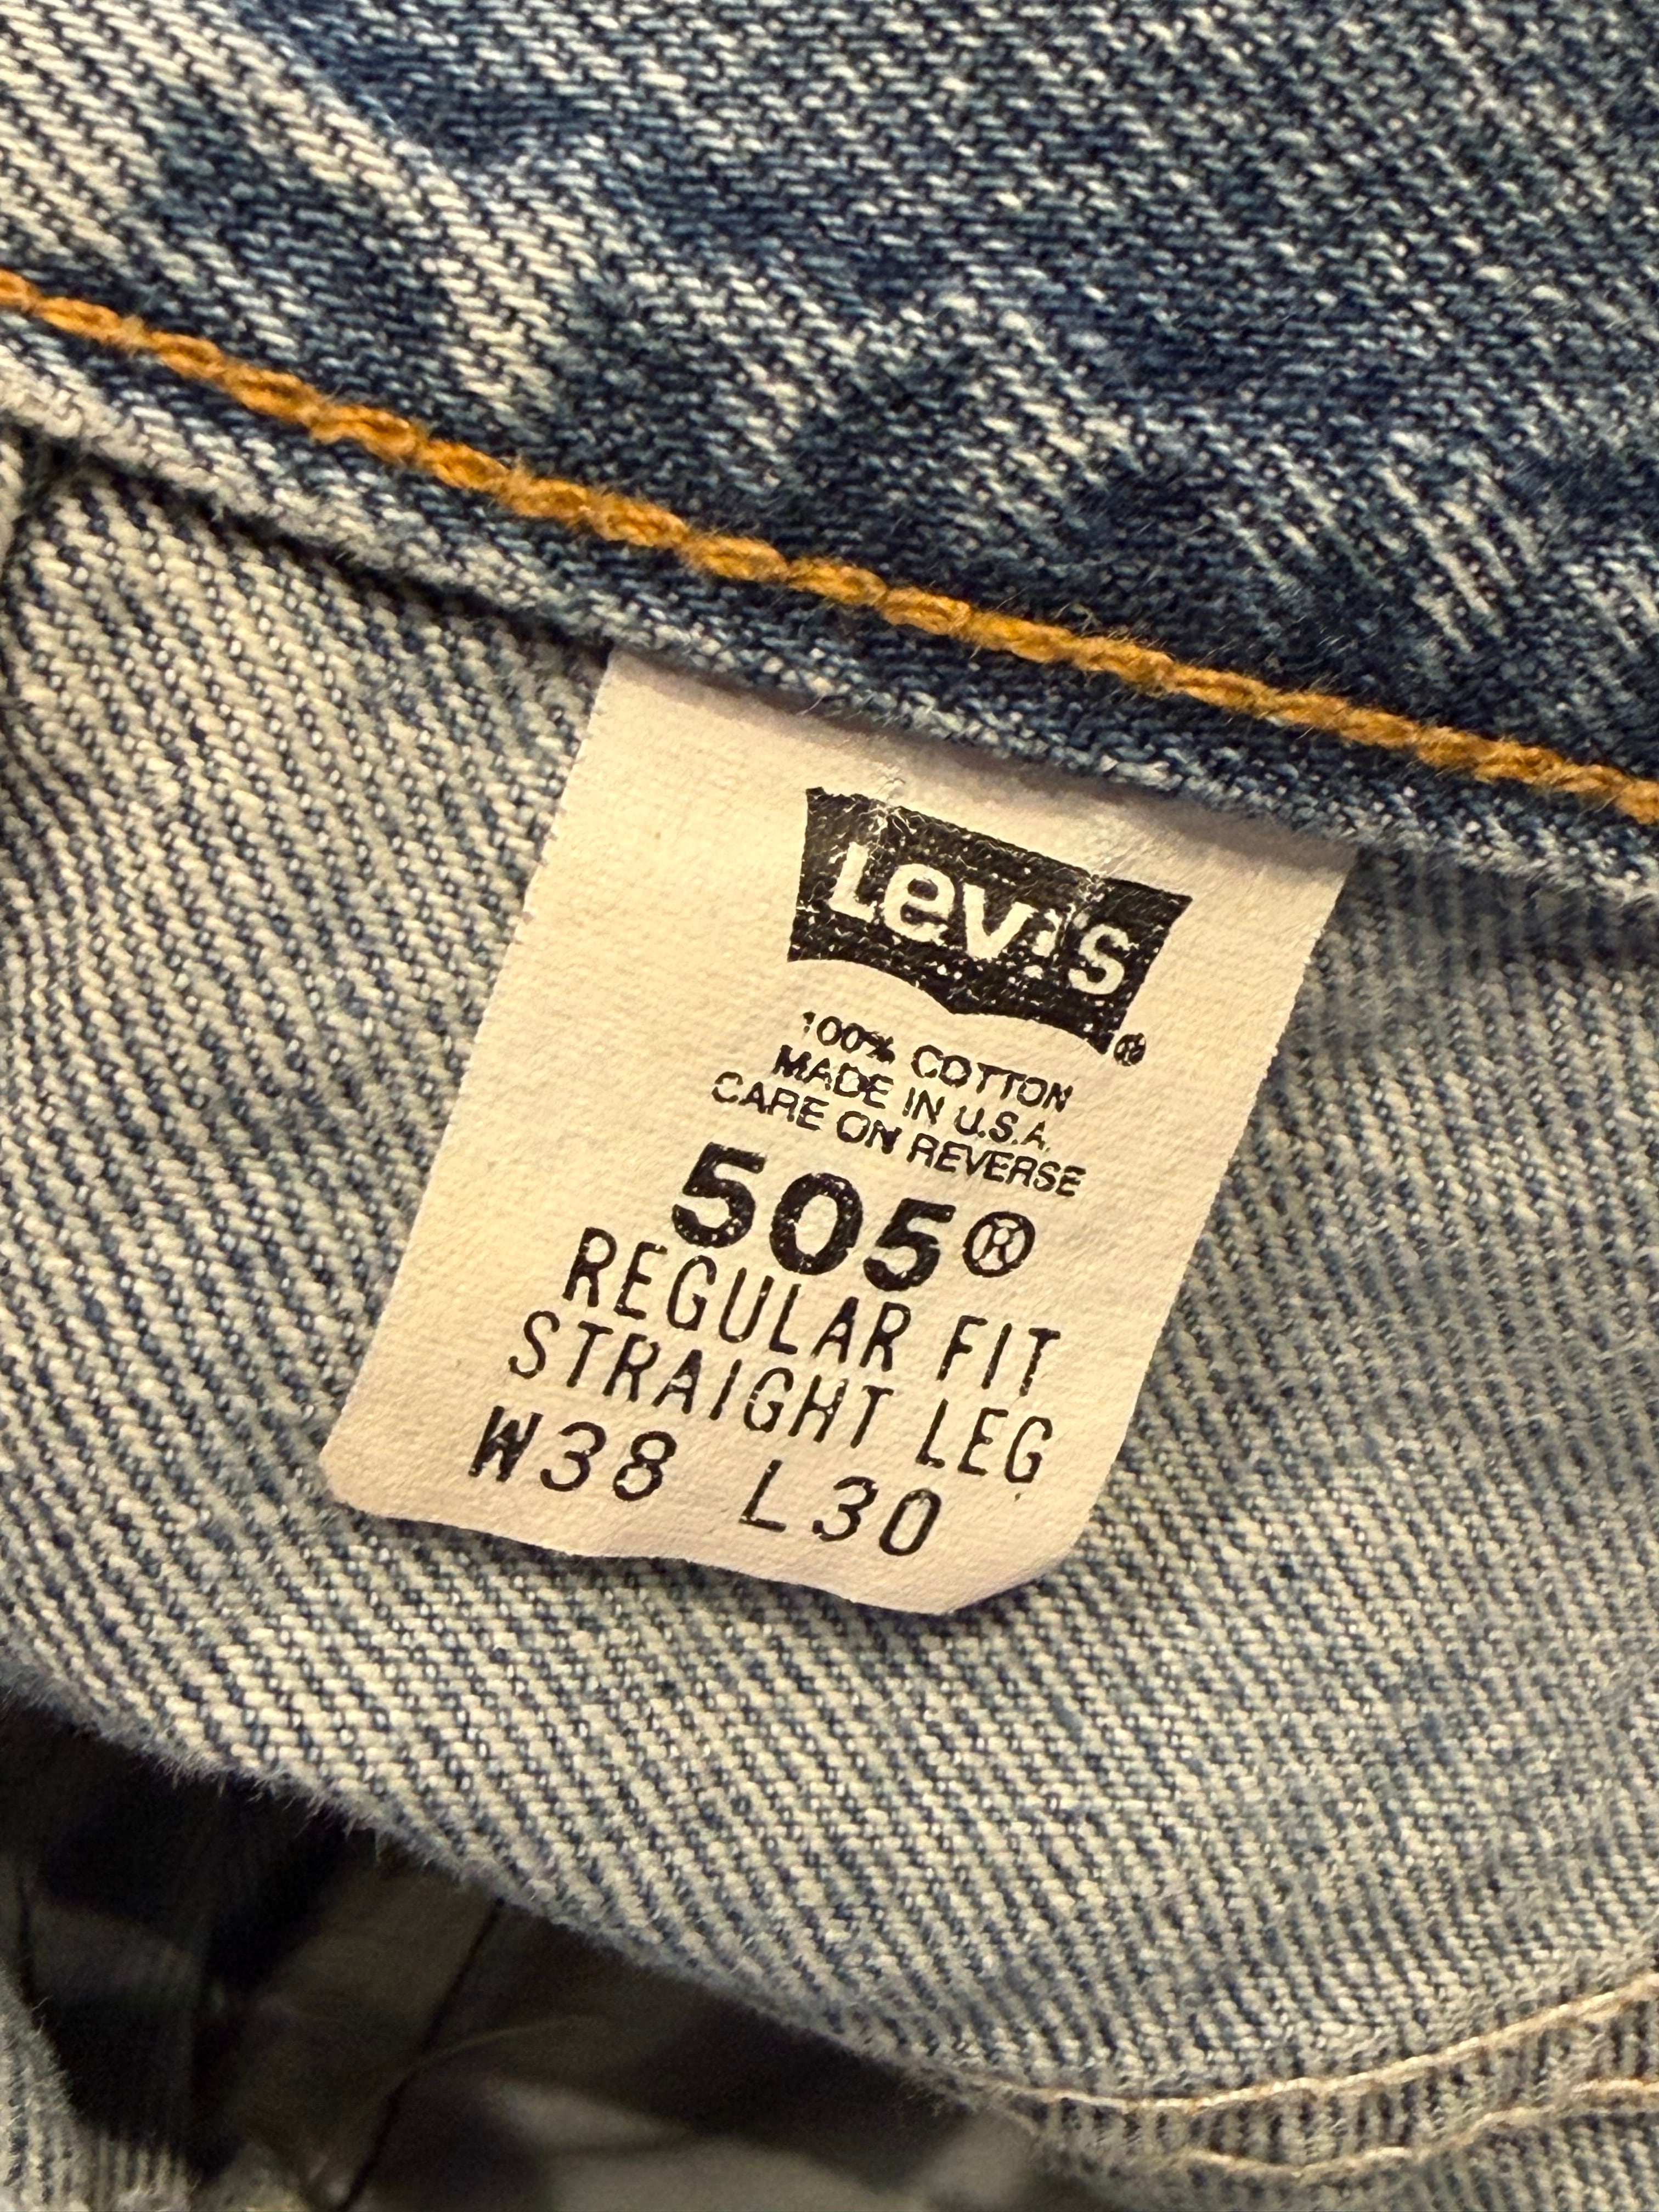 Levi's
®
100% COTTON
MADE IN U.S.A.
CARE ON REVERSE
505®
REGULAR FIT
STRAIGHT LEG
W38 L30